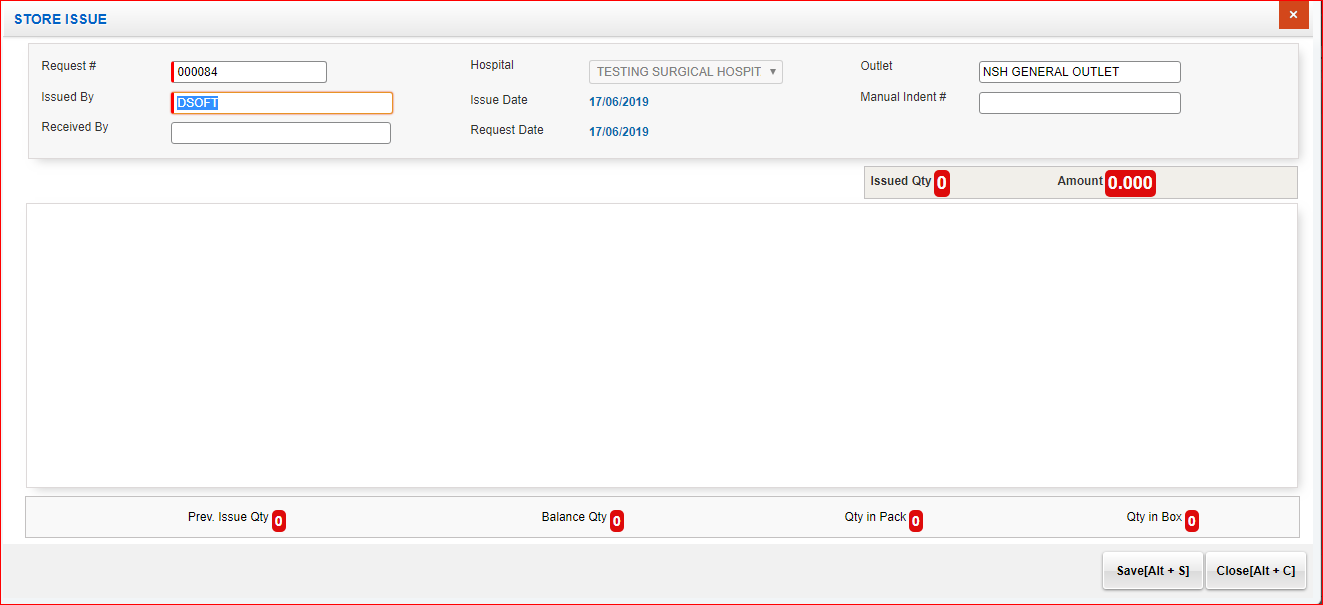 STORE ISSUE
×
Request # 000084 Hospital TESTING SURGICAL HOSPIT Outlet NSH GENERAL OUTLET
Issued By DSOFT Issue Date 17/06/2019 Manual Indent #
Received By Request Date 17/06/2019
Issued Qty 0 Amount 0.000
Prev. Issue Qty 0 Balance Qty 0 Qty in Pack 0 Qty in Box 0
Save[Alt + S] Close[Alt + C]